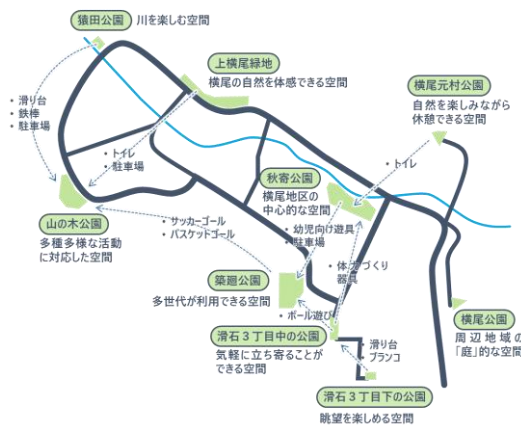 猿田公園 川を楽しむ空間
上横尾緑地
横尾の自然を体感できる空間
横尾元村公園
自然を楽しみながら
休憩できる空間
・滑り台
・鉄棒
・駐車場
・トイレ
・駐車場
・トイレ
秋寄公園
横尾地区の
中心的な空間
山の木公園
多種多様な活動
に対応した空間
・サッカーゴール
・バスケットゴール
・幼児向け遊具
・駐車場
・体力づくり
器具
築廻公園
多世代が利用できる空間
・ボール遊び
横尾公園
周辺地域の
「庭」的な空間
滑石3丁目中の公園
気軽に立ち寄ることが
できる空間
・滑り台
・ブランコ
滑石3丁目下の公園
眺望を楽しめる空間